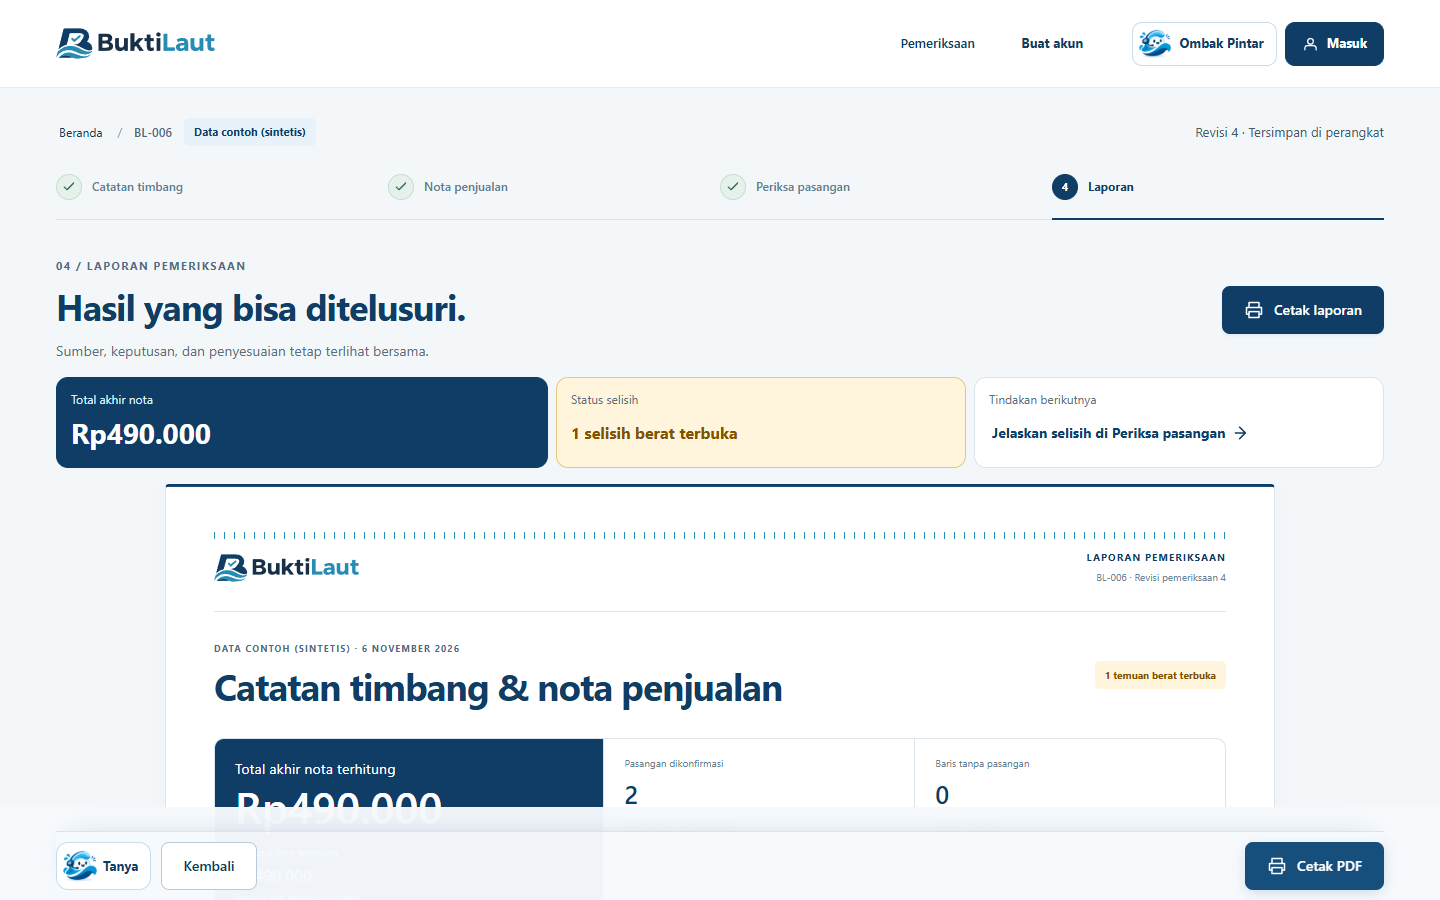 BuktiLaut
Pemeriksaan
Buat akun
Ombak Pintar
Masuk
Beranda / BL-006 Data contoh (sintetis)
Revisi 4 · Tersimpan di perangkat
Catatan timbang
Nota penjualan
Periksa pasangan
4 Laporan
04 / LAPORAN PEMERIKSAAN
Hasil yang bisa ditelusuri.
Cetak laporan
Sumber, keputusan, dan penyesuaian tetap terlihat bersama.
Total akhir nota
Rp490.000
Status selisih
1 selisih berat terbuka
Tindakan berikutnya
Jelaskan selisih di Periksa pasangan
BuktiLaut
LAPORAN PEMERIKSAAN
BL-006 · Revisi pemeriksaan 4
DATA CONTOH (SINTETIS) · 6 NOVEMBER 2026
Catatan timbang & nota penjualan
1 temuan berat terbuka
Total akhir nota terhitung
Rp490.000
Pasangan dikonfirmasi
2
Baris tanpa pasangan
0
Tanya
Kembali
Cetak PDF